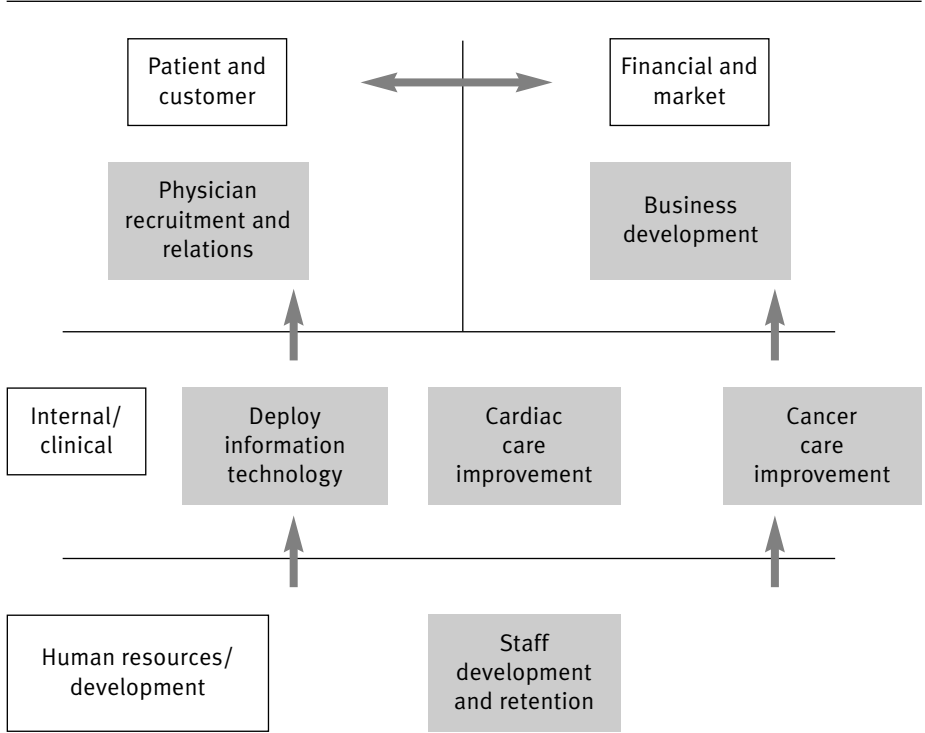 Patient and
customer
Financial and
market
Physician
recruitment and
relations
Business
development
Internal/
clinical
Deploy
information
technology
Cardiac
care
improvement
Cancer
care
improvement
Human resources/
development
Staff
development
and retention